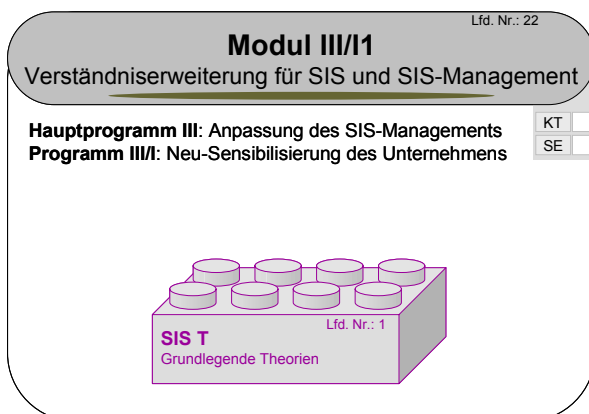 Lfd. Nr.: 22
Modul III/I1
Verständniserweiterung für SIS und SIS-Management
Hauptprogramm III: Anpassung des SIS-Managements
Programm III/I: Neu-Sensibilisierung des Unternehmens
KT
SE
Lfd. Nr.: 1
SIS T
Grundlegende Theorien